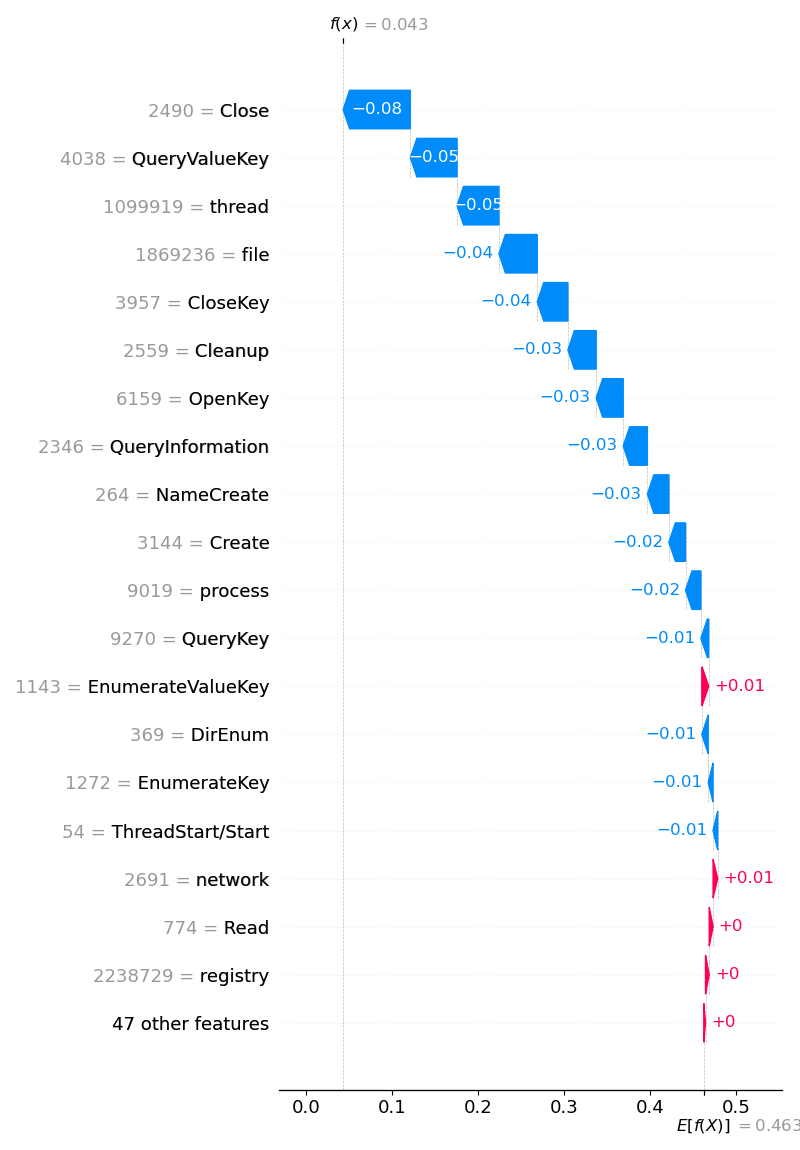 f(x) = 0.043
2490 = Close
−0.08
4038 = QueryValueKey
−0.05
1099919 = thread
−0.05
1869236 = file
−0.04
3957 = CloseKey
−0.04
2559 = Cleanup
−0.03
6159 = OpenKey
−0.03
2346 = QueryInformation
−0.03
264 = NameCreate
−0.03
3144 = Create
−0.02
9019 = process
−0.02
9270 = QueryKey
−0.01
1143 = EnumerateValueKey
+0.01
369 = DirEnum
−0.01
1272 = EnumerateKey
−0.01
54 = ThreadStart/Start
−0.01
2691 = network
+0.01
774 = Read
+0
2238729 = registry
+0
47 other features
+0
0.0 0.1 0.2 0.3 0.4 0.5
E[f(X)] = 0.463